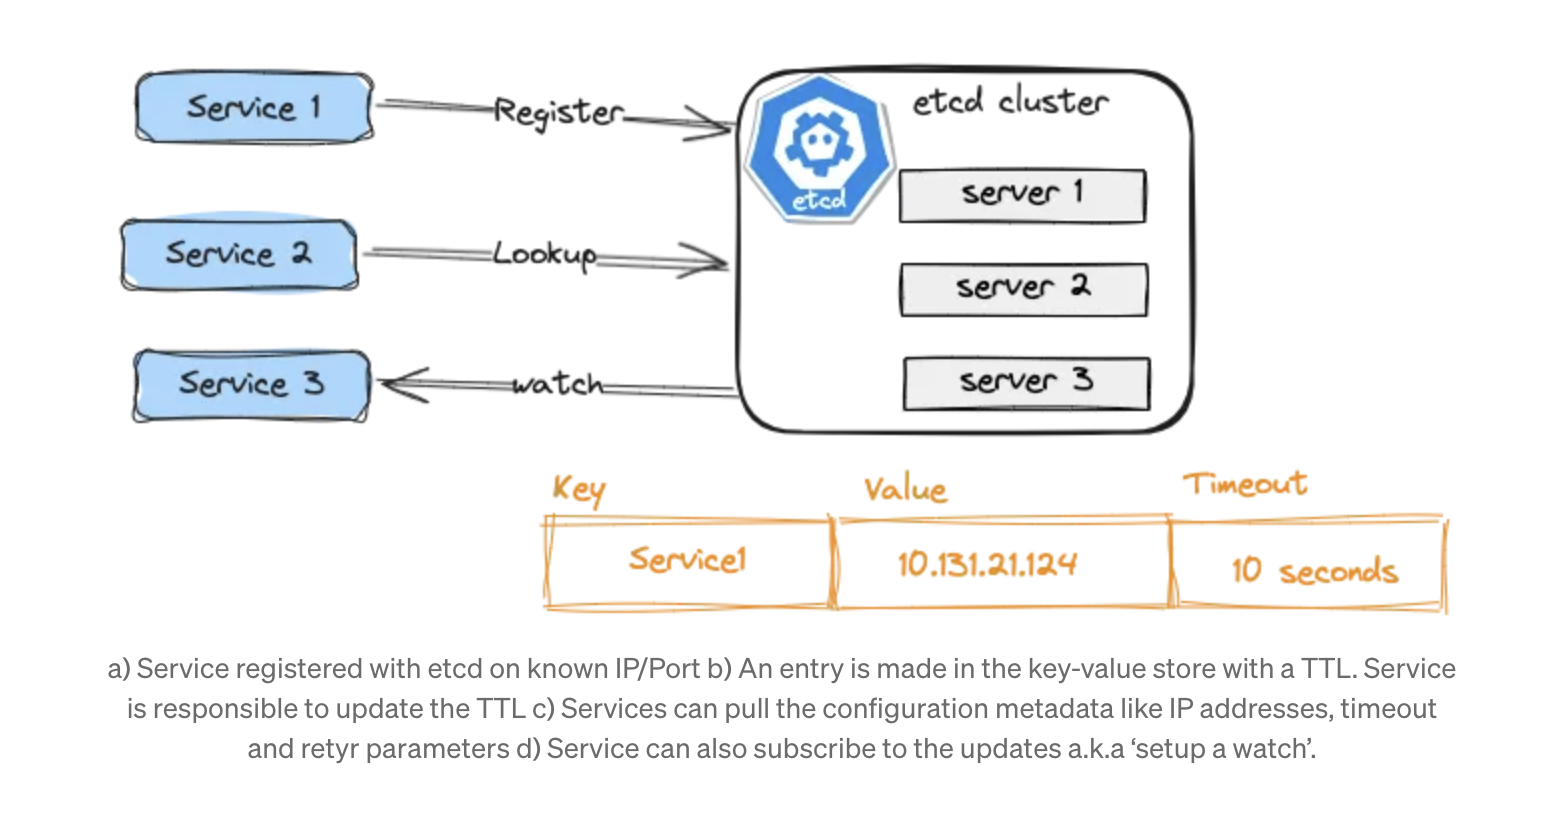 Service 1
Register
etcd cluster
etcd
server 1
Service 2
Lookup
server 2
Service 3
watch
server 3
Key
Value
Timeout
Service1
10.131.21.124
10 seconds
a) Service registered with etcd on known IP/Port b) An entry is made in the key-value store with a TTL. Service
is responsible to update the TTL c) Services can pull the configuration metadata like IP addresses, timeout
and retyr parameters d) Service can also subscribe to the updates a.k.a ‘setup a watch’.